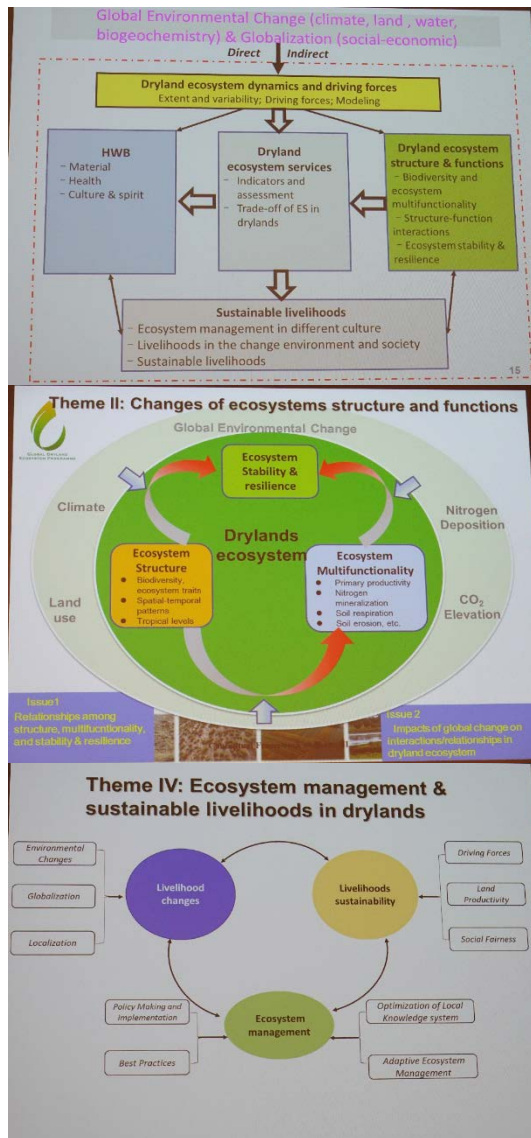 Global Environmental Change (climate, land , water,
biogeochemistry) & Globalization (social-economic)
Direct Indirect
Dryland ecosystem dynamics and driving forces
Extent and variability; Driving forces; Modeling
HWB
– Material
– Health
– Culture & spirit
Dryland
ecosystem services
– Indicators and
assessment
– Trade-off of ES in
drylands
Dryland ecosystem
structure & functions
– Biodiversity and
ecosystem
multifunctionality
– Structure-function
interactions
– Ecosystem stability &
resilience
Sustainable livelihoods
– Ecosystem management in different culture
– Livelihoods in the change environment and society
– Sustainable livelihoods
15
Theme II: Changes of ecosystems structure and functions
GLOBAL DRYLAND
ECOSYSTEM PROGRAMME
Global Environmental Change
Ecosystem
Stability &
resilience
Climate
Nitrogen
Deposition
Drylands
ecosystem
Ecosystem
Structure
● Biodiversity,
ecosystem traits
● Spatial-temporal
patterns
● Tropical levels
Ecosystem
Multifunctionality
● Primary productivity
● Nitrogen
mineralization
● Soil respiration
● Soil erosion, etc.
Land
use
CO2
Elevation
Issue1
Relationships among
structure, multifucntionality,
and stability & resilience
Issue 2
Impacts of global change on
interactions/relationships in
dryland ecosystem
Theme IV: Ecosystem management &
sustainable livelihoods in drylands
Environmental
Changes
Globalization
Localization
Livelihood
changes
Livelihoods
sustainability
Driving Forces
Land
Productivity
Social Fairness
Policy Making and
Implementation
Best Practices
Ecosystem
management
Optimization of Local
Knowledge system
Adaptive Ecosystem
Management